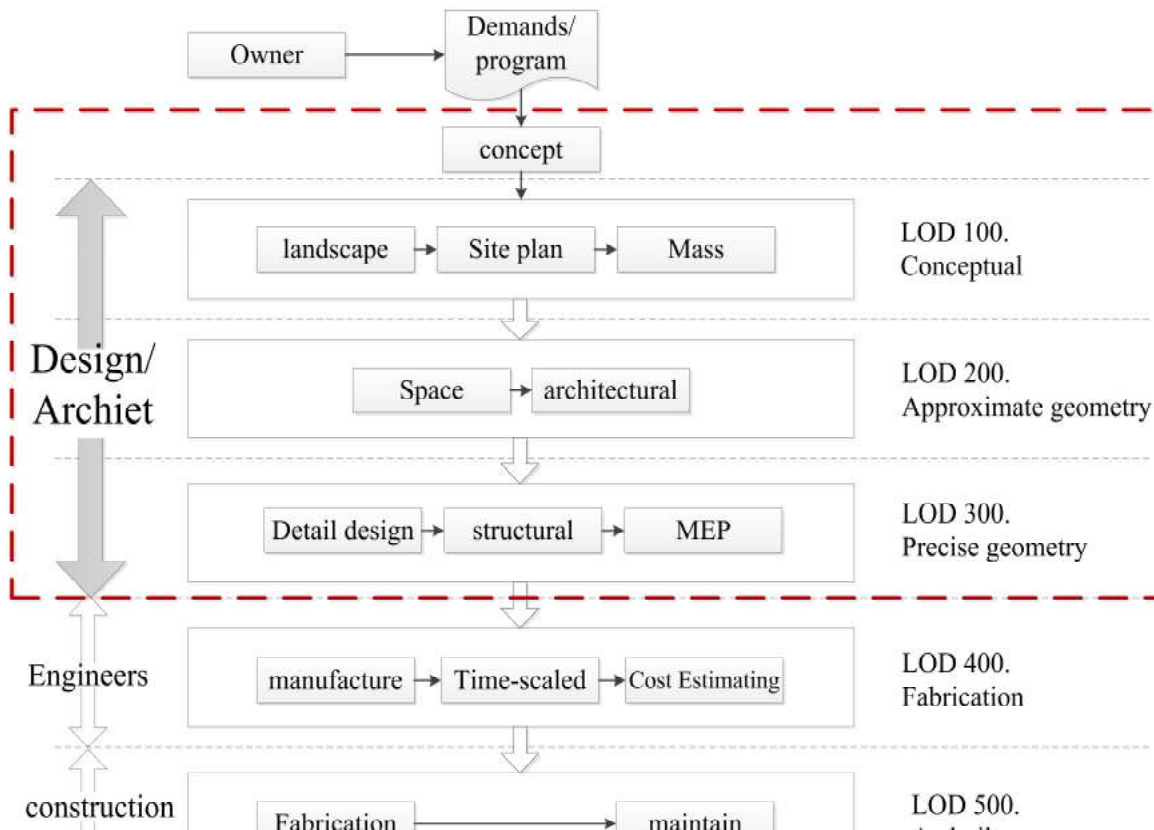 Demands/
program
Owner
concept
landscape
Site plan
Mass
LOD 100.
Conceptual
Design/
Archiet
Space
architectural
LOD 200.
Approximate geometry
Detail design
structural
MEP
LOD 300.
Precise geometry
Engineers
manufacture
Time-scaled
Cost Estimating
LOD 400.
Fabrication
construction
Fabrication
maintain
LOD 500.